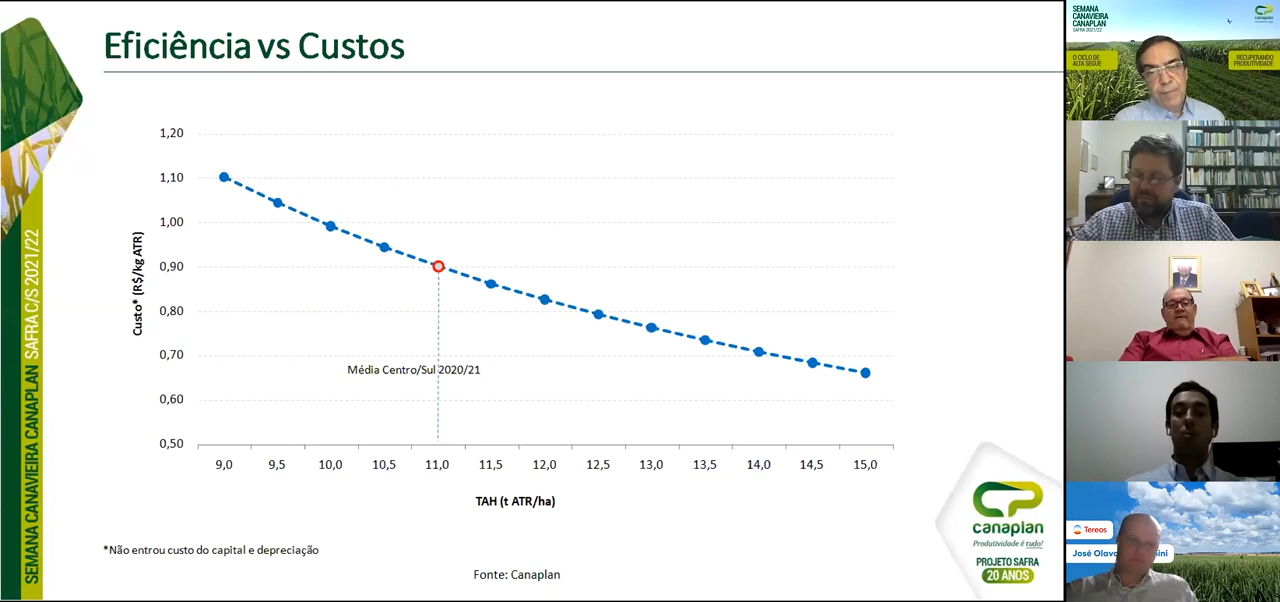 Eficiência vs Custos
1,20
1,10
1,00
0,90
0,80
0,70
0,60
0,50
Custo* (R$/kg ATR)
Média Centro/Sul 2020/21
9,0 9,5 10,0 10,5 11,0 11,5 12,0 12,5 13,0 13,5 14,0 14,5 15,0
TAH (t ATR/ha)
*Não entrou custo do capital e depreciação
Fonte: Canaplan
SEMANA CANAVIEIRA CANAPLAN SAFRA C/S 2021/22
canaplan
Produtividade é tudo!
PROJETO SAFRA
20 ANOS
SEMANA
CANAVIEIRA
CANAPLAN
SAFRA 2021/22
canaplan
O CICLO DE
ALTA SEGUE
RECUPERANDO
PRODUTIVIDADE
Tereos
José Olavo